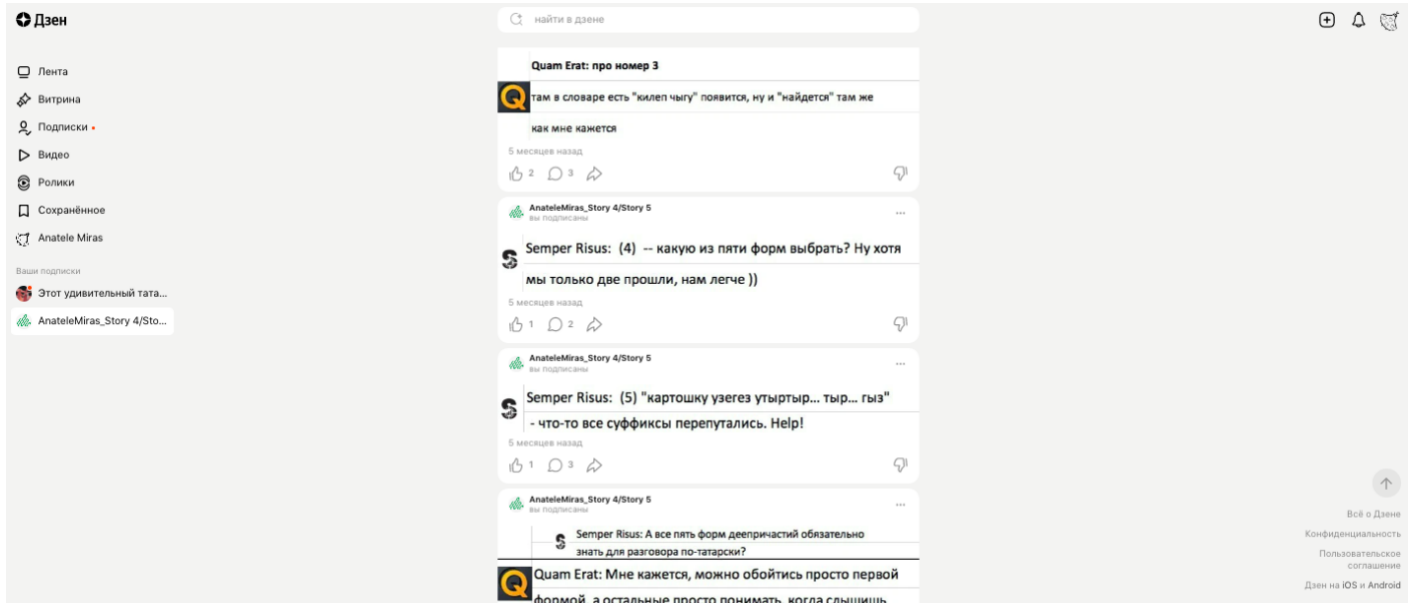 Дзен
найти в дзене
Лента
Витрина
Подписки
Видео
Ролики
Сохранённое
Anatele Miras
Ваши подписки
Этот удивительный тата...
AnateleMiras_Story 4/Sto...
Quam Erat: про номер 3
там в словаре есть "килеп чыгу" появится, ну и "найдется" там же
как мне кажется
5 месяцев назад
2 3
AnateleMiras_Story 4/Story 5
вы подписаны
Semper Risus: (4) -- какую из пяти форм выбрать? Ну хотя
мы только две прошли, нам легче ))
5 месяцев назад
1 2
AnateleMiras_Story 4/Story 5
вы подписаны
Semper Risus: (5) "картошку узегез утыртыр... тыр... гыз"
- что-то все суффиксы перепутались. Help!
5 месяцев назад
1 3
AnateleMiras_Story 4/Story 5
вы подписаны
Semper Risus: А все пять форм деепричастий обязательно
знать для разговора по-татарски?
Quam Erat: Мне кажется, можно обойтись просто первой
формой, а остальные просто понимать, когда слышишь
Всё о Дзене
Конфиденциальность
Пользовательское
соглашение
Дзен на iOS и Android